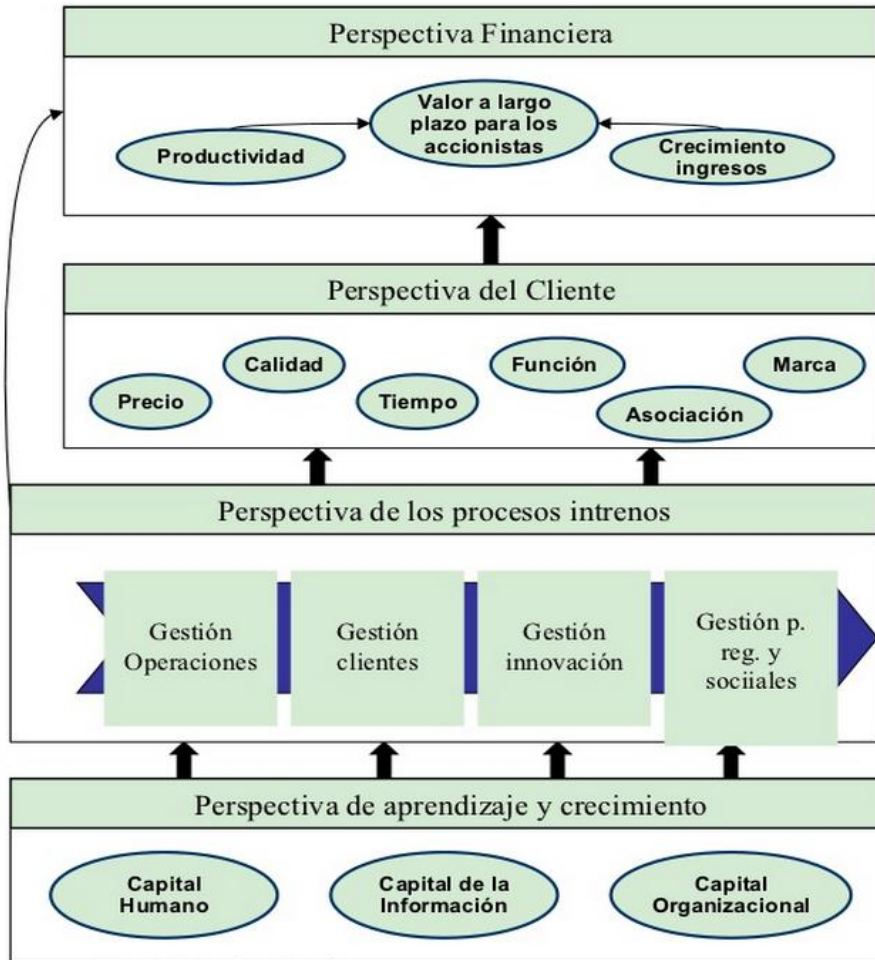 Perspectiva Financiera
Valor a largo
plazo para los
accionistas
Productividad
Crecimiento
ingresos
Perspectiva del Cliente
Calidad
Función
Marca
Precio
Tiempo
Asociación
Perspectiva de los procesos intrenos
Gestión
Operaciones
Gestión
clientes
Gestión
innovación
Gestión p.
reg. y
sociiales
Perspectiva de aprendizaje y crecimiento
Capital
Humano
Capital de la
Información
Capital
Organizacional